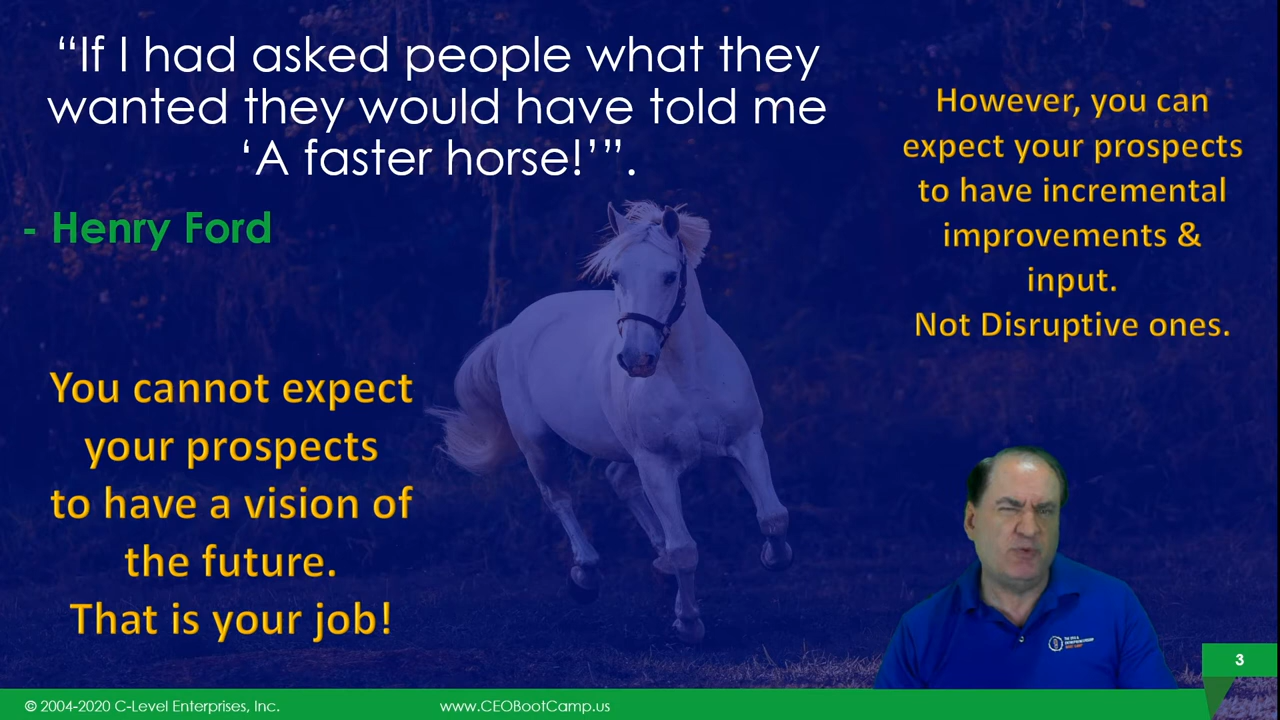 “If I had asked people what they
wanted they would have told me
‘A faster horse!’”.
- Henry Ford
However, you can
expect your prospects
to have incremental
improvements &
input.
Not Disruptive ones.
You cannot expect
your prospects
to have a vision of
the future.
That is your job!
3
© 2004-2020 C-Level Enterprises, Inc.
www.CEOBootCamp.us